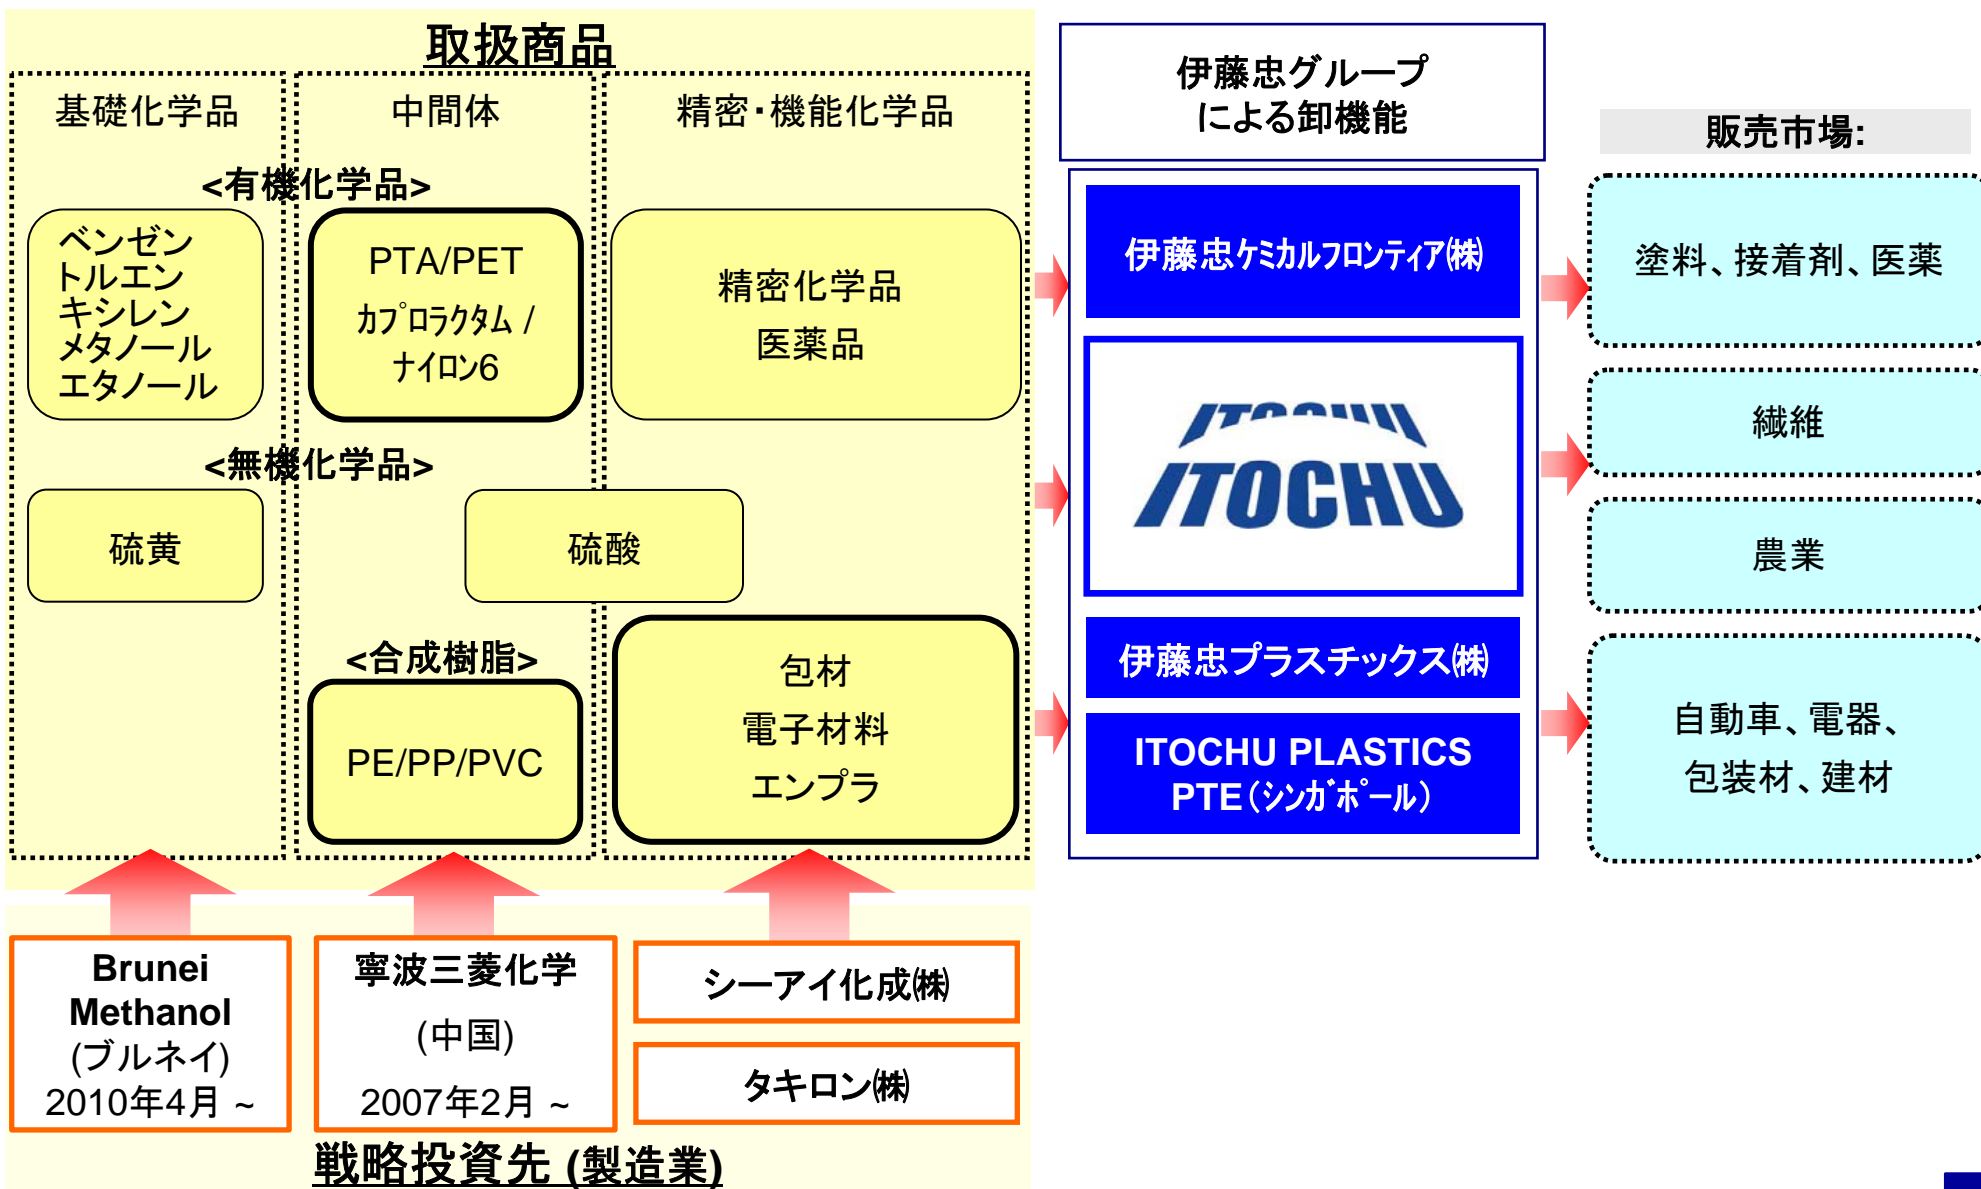 取扱商品
基礎化学品
中間体
精密・機能化学品
<有機化学品>
ベンゼン
トルエン
キシレン
メタノール
エタノール
PTA/PET
ｶﾌﾟﾛﾗｸﾀﾑ /
ﾅｲﾛﾝ6
精密化学品
医薬品
<無機化学品>
硫黄
硫酸
<合成樹脂>
PE/PP/PVC
包材
電子材料
エンプラ
伊藤忠グループ
による卸機能
伊藤忠ｹﾐｶﾙﾌﾛﾝﾃｨｱ㈱
ITOCHU
ITOCHU
伊藤忠プラスチックス㈱
ITOCHU PLASTICS
PTE（ｼﾝｶﾞﾎﾟｰﾙ）
販売市場:
塗料、接着剤、医薬
繊維
農業
自動車、電器、
包装材、建材
Brunei
Methanol
(ブルネイ)
2010年4月 ~
寧波三菱化学
(中国)
2007年2月 ~
シーアイ化成㈱
タキロン㈱
戦略投資先 (製造業)